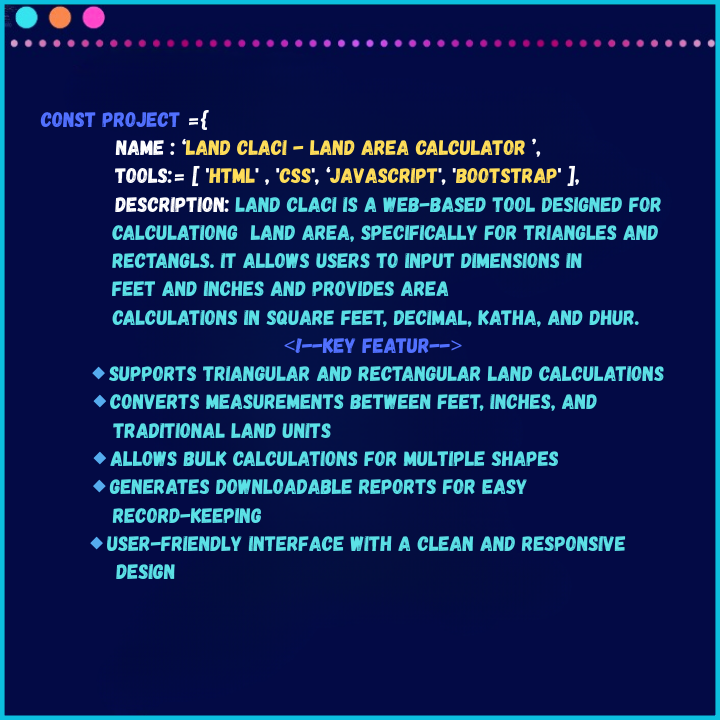 CONST PROJECT ={
NAME : ‘LAND CLACI – LAND AREA CALCULATOR ’,
TOOLS:= [ 'HTML' , 'CSS', ‘JAVASCRIPT', 'BOOTSTRAP' ],
DESCRIPTION: LAND CLACI IS A WEB-BASED TOOL DESIGNED FOR
CALCULATIONG LAND AREA, SPECIFICALLY FOR TRIANGLES AND
RECTANGLS. IT ALLOWS USERS TO INPUT DIMENSIONS IN
FEET AND INCHES AND PROVIDES AREA
CALCULATIONS IN SQUARE FEET, DECIMAL, KATHA, AND DHUR.
<!--KEY FEATUR-->
◆SUPPORTS TRIANGULAR AND RECTANGULAR LAND CALCULATIONS
◆CONVERTS MEASUREMENTS BETWEEN FEET, INCHES, AND
TRADITIONAL LAND UNITS
◆ALLOWS BULK CALCULATIONS FOR MULTIPLE SHAPES
◆GENERATES DOWNLOADABLE REPORTS FOR EASY
RECORD-KEEPING
◆USER-FRIENDLY INTERFACE WITH A CLEAN AND RESPONSIVE
DESIGN